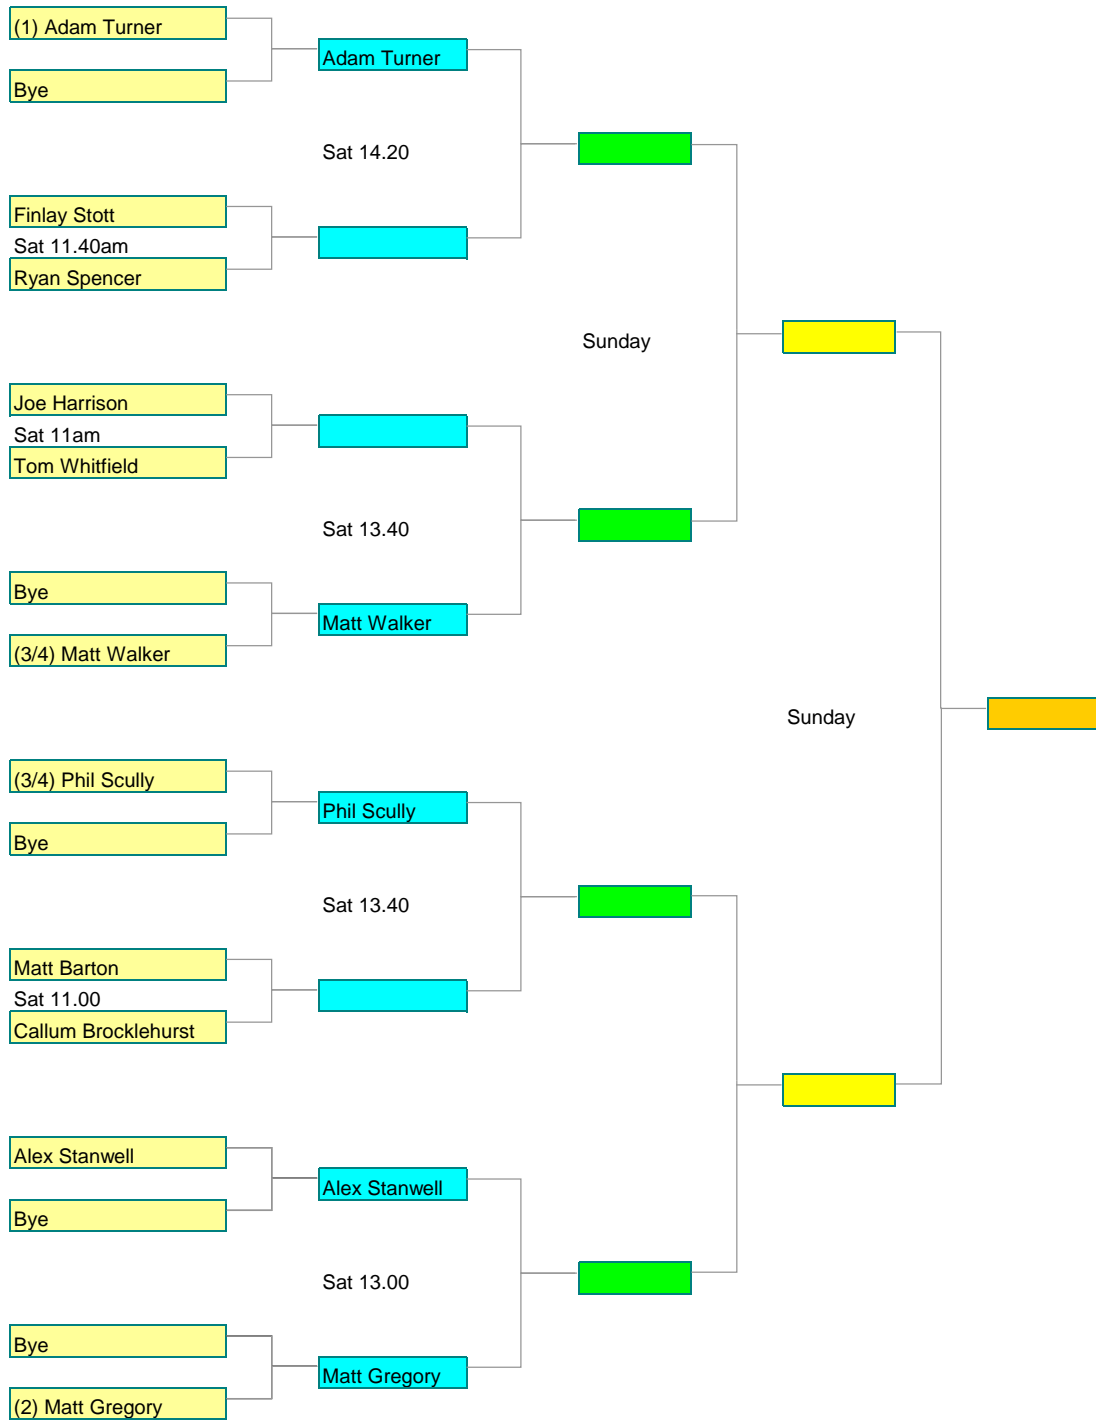 (1) Adam Turner
Adam Turner
Bye
Sat 14.20
Finlay Stott
Sat 11.40am
Ryan Spencer
Sunday
Joe Harrison
Sat 11am
Tom Whitfield
Sat 13.40
Bye
Matt Walker
(3/4) Matt Walker
Sunday
(3/4) Phil Scully
Phil Scully
Bye
Sat 13.40
Matt Barton
Sat 11.00
Callum Brocklehurst
Alex Stanwell
Alex Stanwell
Bye
Sat 13.00
Bye
Matt Gregory
(2) Matt Gregory